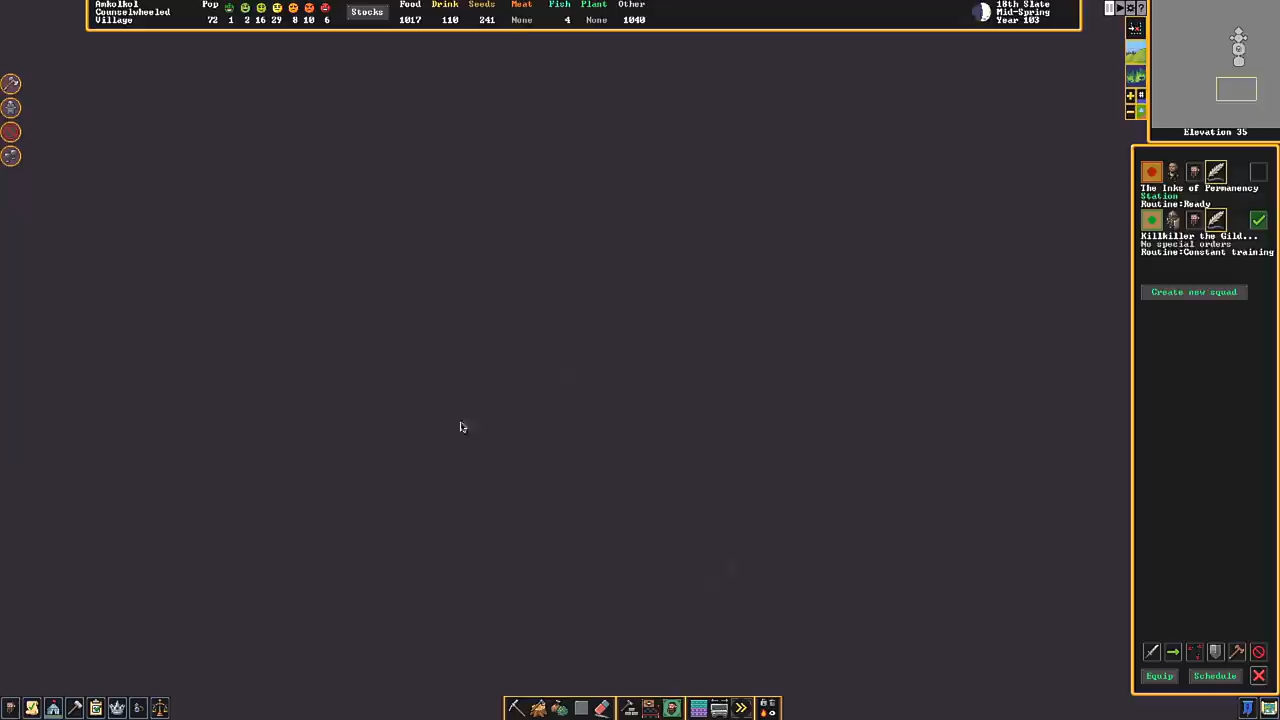 Amkolkol
Counselwheeled
Village
Pop
72 1 2 16 29 8 10 6
Stocks
Food Drink Seeds Meat Fish Plant Other
1017 110 241 None 4 None 1040
18th Slate
Mid-Spring
Year 103
Elevation 35
The Inks of Permanency
Station
Routine:Ready
Killkiller the Gild...
No special orders
Routine:Constant training
Create new squad
Equip
Schedule